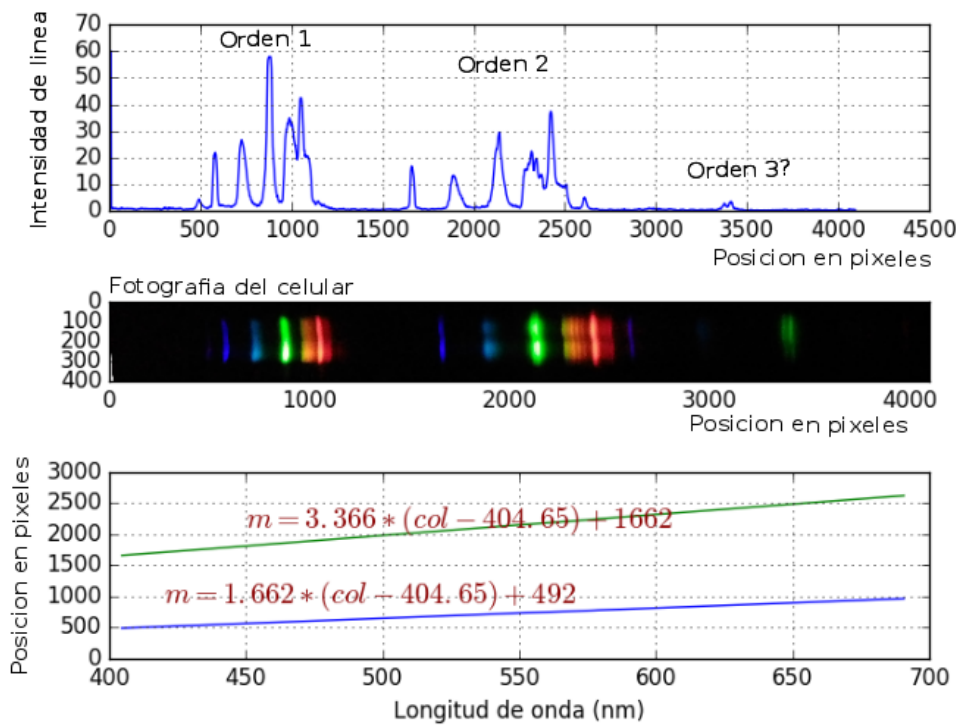 70
60
50
40
30
20
10
0
Intensidad de linea
Orden 1
Orden 2
Orden 3?
0 500 1000 1500 2000 2500 3000 3500 4000 4500
Posicion en pixeles
Fotografia del celular
0
100
200
300
400
0 1000 2000 3000 4000
Posicion en pixeles
3000
2500
2000
1500
1000
500
0
Posicion en pixeles
m = 3.366 * (col − 404.65) + 1662
m = 1.662 * (col − 404.65) + 492
400 450 500 550 600 650 700
Longitud de onda (nm)